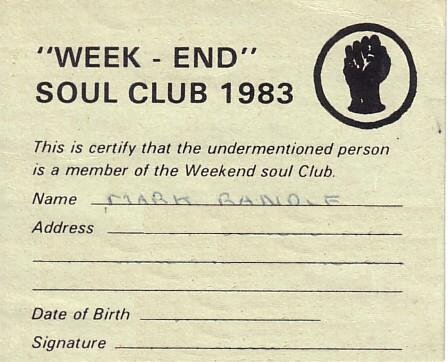 "WEEK - END"
SOUL CLUB 1983
This is certify that the undermentioned person
is a member of the Weekend soul Club.
Name MARK RANDLE
Address
Date of Birth
Signature